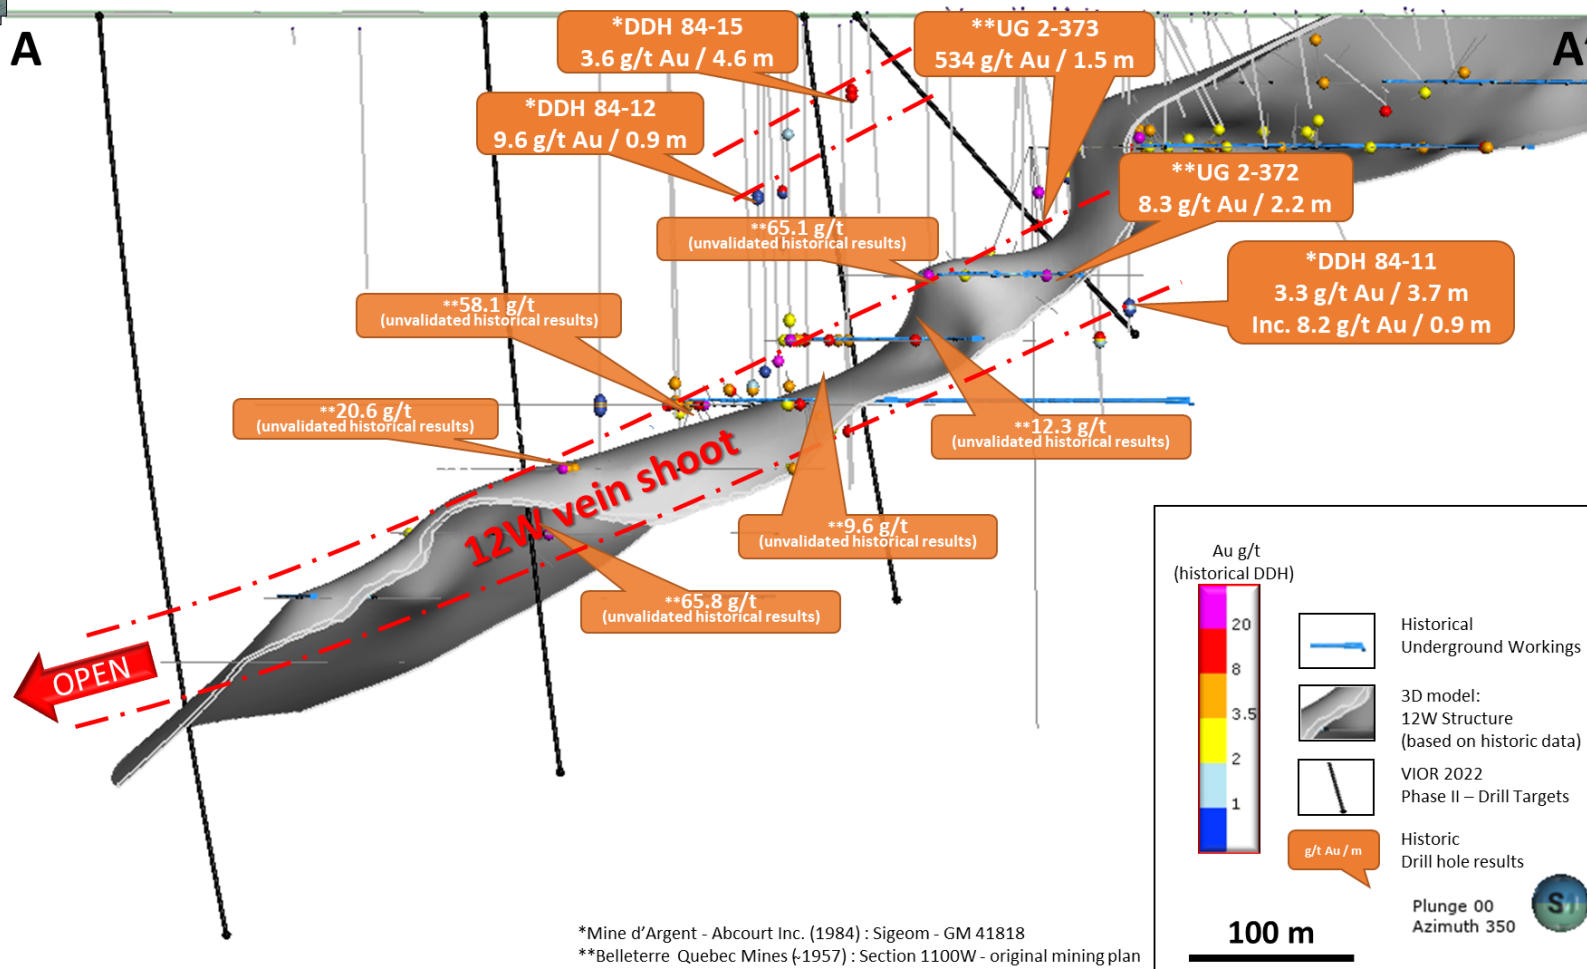 A
A'
*DDH 84-15
3.6 g/t Au / 4.6 m
**UG 2-373
534 g/t Au / 1.5 m
*DDH 84-12
9.6 g/t Au / 0.9 m
**UG 2-372
8.3 g/t Au / 2.2 m
**65.1 g/t
(unvalidated historical results)
*DDH 84-11
3.3 g/t Au / 3.7 m
Inc. 8.2 g/t Au / 0.9 m
**58.1 g/t
(unvalidated historical results)
**20.6 g/t
(unvalidated historical results)
**12.3 g/t
(unvalidated historical results)
12W vein shoot
**9.6 g/t
(unvalidated historical results)
**65.8 g/t
(unvalidated historical results)
OPEN
Au g/t
(historical DDH)
20
8
3.5
2
1
Historical
Underground Workings
3D model:
12W Structure
(based on historic data)
VIOR 2022
Phase II – Drill Targets
g/t Au / m
Historic
Drill hole results
Plunge 00
Azimuth 350
S
100 m
*Mine d'Argent - Abcourt Inc. (1984) : Sigeom - GM 41818
**Belleterre Quebec Mines (~1957) : Section 1100W - original mining plan